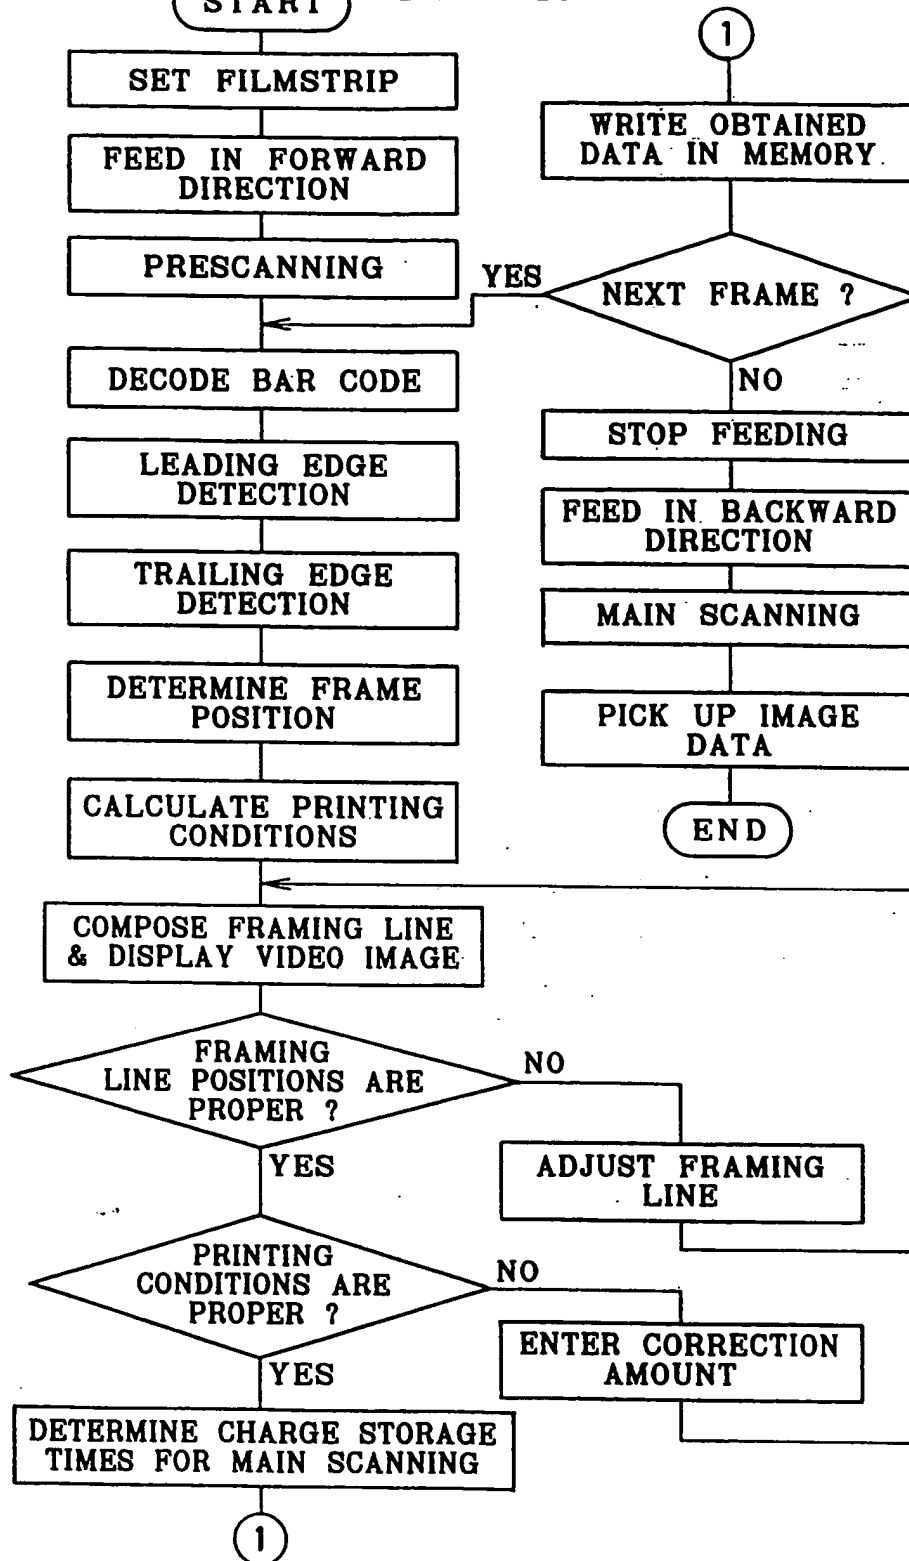 START
SET FILMSTRIP
FEED IN FORWARD
DIRECTION
PRESCANNING
DECODE BAR CODE
LEADING EDGE
DETECTION
TRAILING EDGE
DETECTION
DETERMINE FRAME
POSITION
CALCULATE PRINTING
CONDITIONS
COMPOSE FRAMING LINE
& DISPLAY VIDEO IMAGE
FRAMING
LINE POSITIONS ARE
PROPER ?
NO
YES
ADJUST FRAMING
LINE
PRINTING
CONDITIONS ARE
PROPER ?
NO
YES
ENTER CORRECTION
AMOUNT
DETERMINE CHARGE STORAGE
TIMES FOR MAIN SCANNING
1
1
WRITE OBTAINED
DATA IN MEMORY
NEXT FRAME ?
YES
NO
STOP FEEDING
FEED IN BACKWARD
DIRECTION
MAIN SCANNING
PICK UP IMAGE
DATA
END